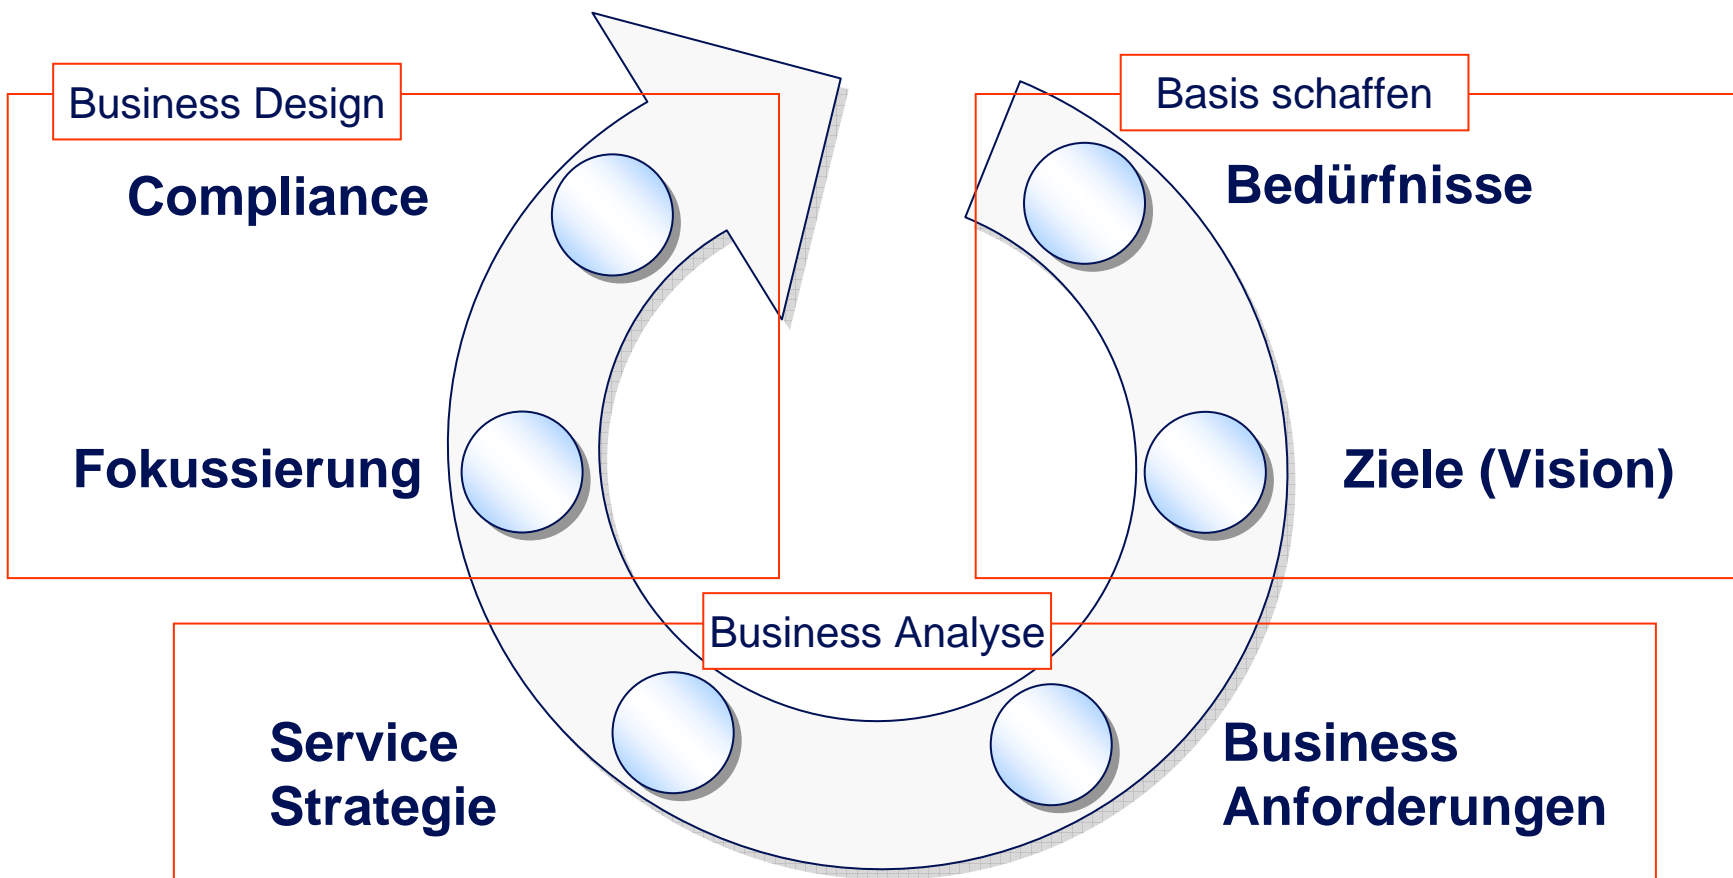 Business Design
Basis schaffen
Compliance
Bedürfnisse
Fokussierung
Ziele (Vision)
Business Analyse
Service
Strategie
Business
Anforderungen